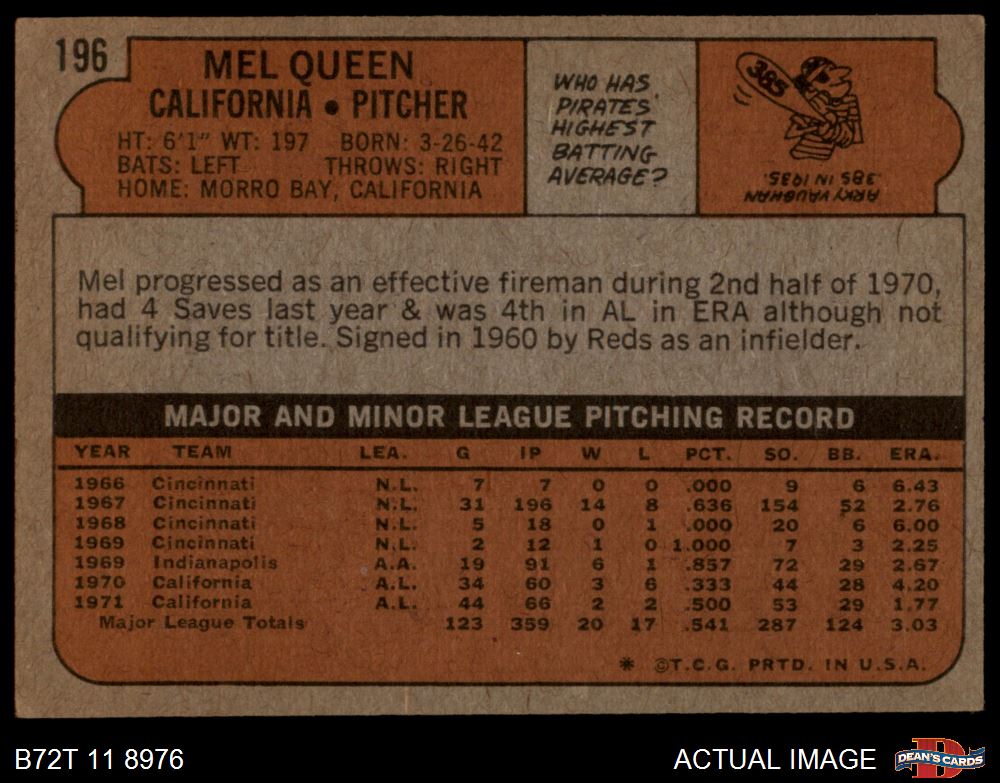 196
MEL QUEEN
CALIFORNIA • PITCHER
HT: 6'1" WT: 197 BORN: 3-26-42
BATS: LEFT THROWS: RIGHT
HOME: MORRO BAY, CALIFORNIA
WHO HAS
PIRATES'
HIGHEST
BATTING
AVERAGE?
385
ARKY VAUGHAN
.385 IN 1935.
Mel progressed as an effective fireman during 2nd half of 1970,
had 4 Saves last year & was 4th in AL in ERA although not
qualifying for title. Signed in 1960 by Reds as an infielder.
MAJOR AND MINOR LEAGUE PITCHING RECORD
YEAR TEAM LEA. G IP W L PCT. SO. BB. ERA.
1966 Cincinnati N.L. 7 7 0 0 .000 9 6 6.43
1967 Cincinnati N.L. 31 196 14 8 .636 154 52 2.76
1968 Cincinnati N.L. 5 18 0 1 .000 20 6 6.00
1969 Cincinnati N.L. 2 12 1 0 1.000 7 3 2.25
1969 Indianapolis A.A. 19 91 6 1 .857 72 29 2.67
1970 California A.L. 34 60 3 6 .333 44 28 4.20
1971 California A.L. 44 66 2 2 .500 53 29 1.77
Major League Totals 123 359 20 17 .541 287 124 3.03
* ©T.C.G. PRTD. IN U.S.A.
B72T 11 8976
ACTUAL IMAGE
D
DEAN'S CARDS